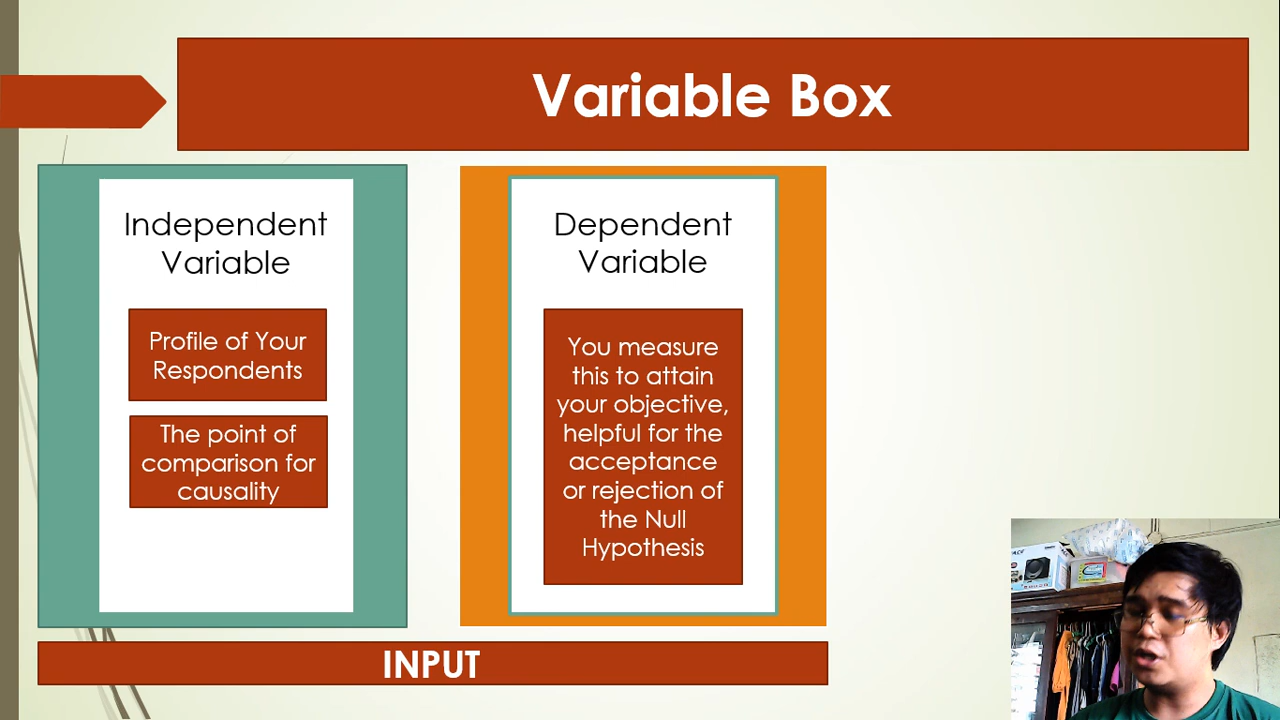 Variable Box
Independent
Variable
Profile of Your
Respondents
The point of
comparison for
causality
Dependent
Variable
You measure
this to attain
your objective,
helpful for the
acceptance
or rejection of
the Null
Hypothesis
INPUT